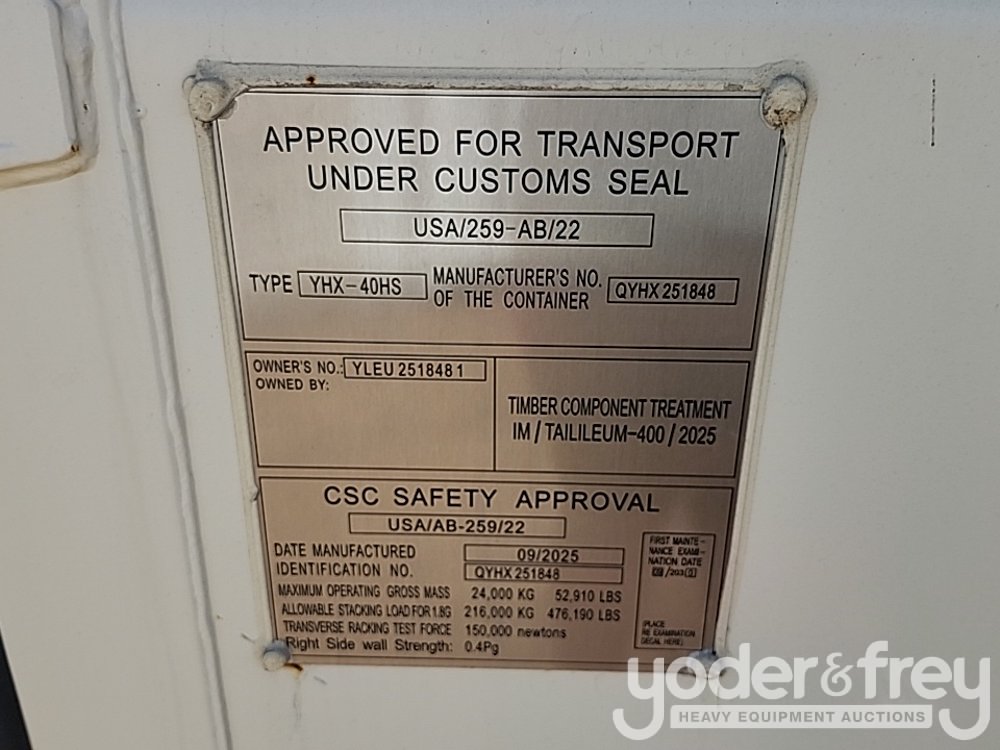 APPROVED FOR TRANSPORT
UNDER CUSTOMS SEAL
USA/259-AB/22
TYPE YHX-40HS MANUFACTURER'S NO. OF THE CONTAINER QYHX 251848
OWNER'S NO.: YLEU 2518481
OWNED BY:
TIMBER COMPONENT TREATMENT
IM / TAILILEUM-400 / 2025
CSC SAFETY APPROVAL
USA/AB-259/22
DATE MANUFACTURED 09/2025
IDENTIFICATION NO. QYHX 251848
MAXIMUM OPERATING GROSS MASS 24,000 KG 52,910 LBS
ALLOWABLE STACKING LOAD FOR 1.8G 216,000 KG 476,190 LBS
TRANSVERSE RACKING TEST FORCE 150,000 newtons
Right Side wall Strength: 0.4Pg
FIRST MAINTE-
NANCE EXAMI-
NATION DATE
(PLACE
RE EXAMINATION
DECAL HERE)
yoder&frey
HEAVY EQUIPMENT AUCTIONS